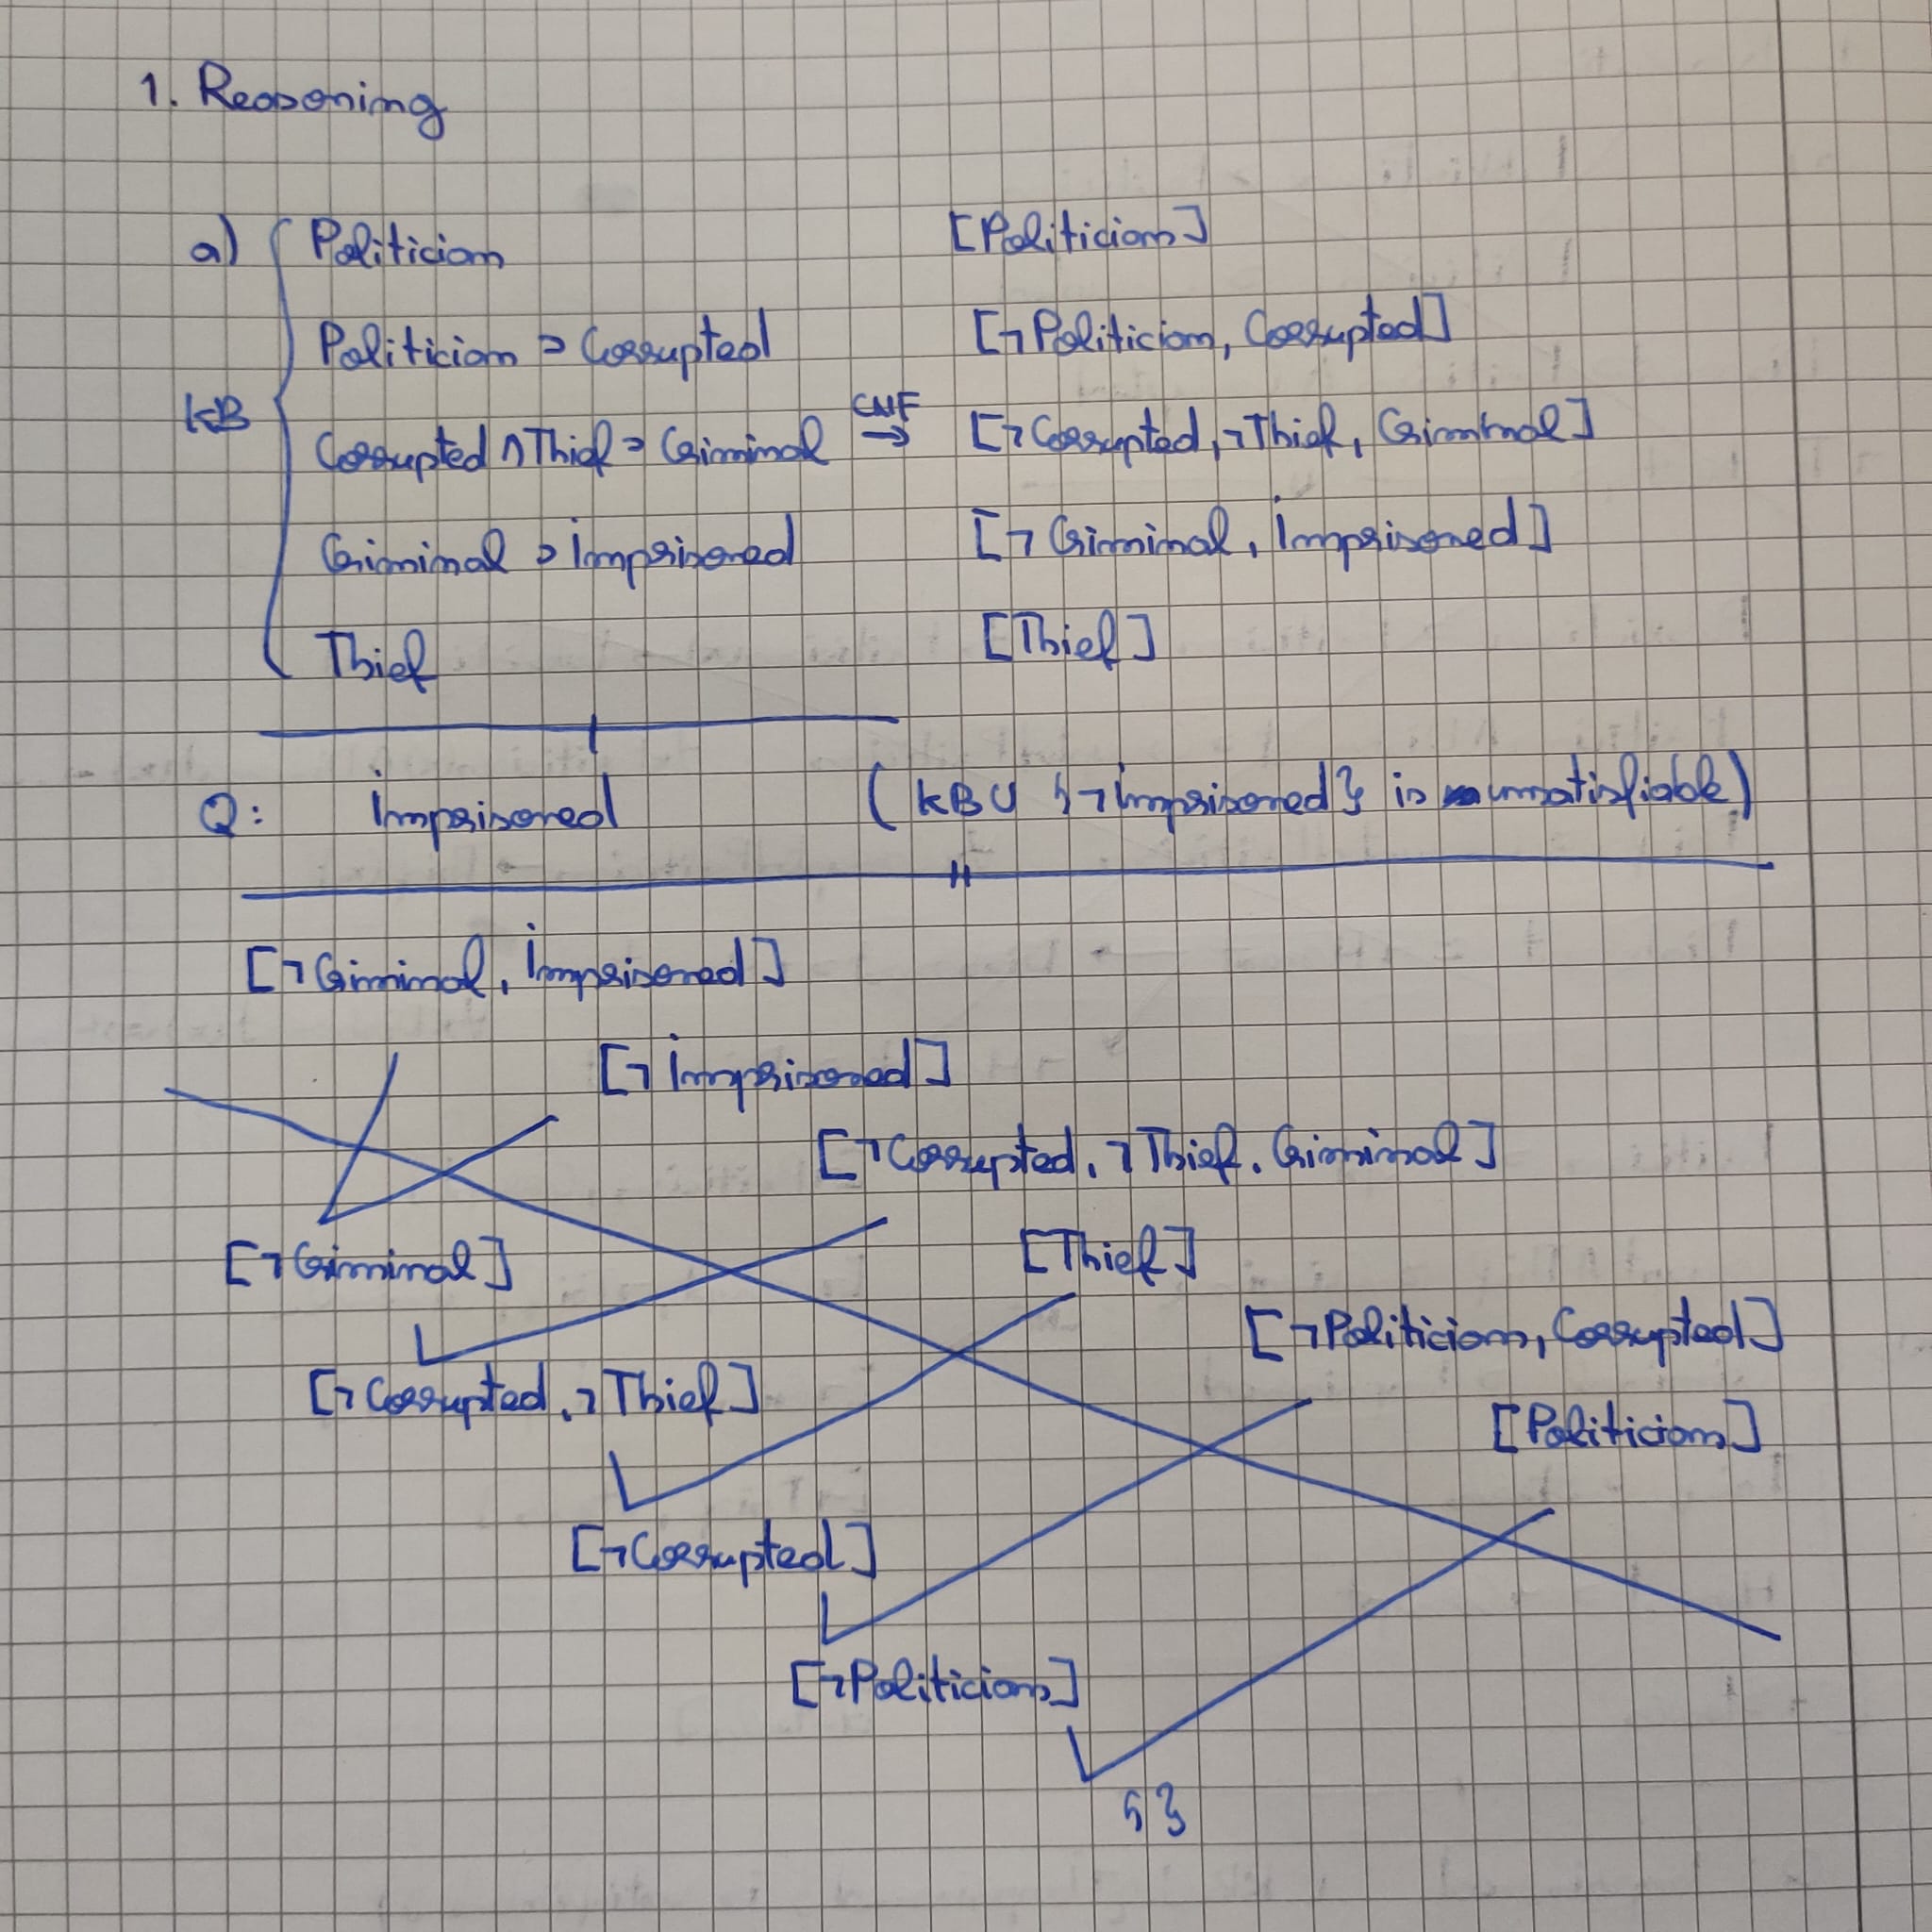 1. Reasoning
a) Politician [Politician]
Politician ⊃ Corrupted [¬Politician, Corrupted]
KB
Corrupted ∧ Thief ⊃ Criminal CNF → [¬Corrupted, ¬Thief, Criminal]
Criminal ⊃ Imprisoned [¬Criminal, Imprisoned]
Thief [Thief]
Q: Imprisoned (KB ∪ {¬Imprisoned} is unsatisfiable)
[¬Criminal, Imprisoned]
[¬Imprisoned]
[¬Corrupted, ¬Thief, Criminal]
[¬Criminal] [Thief]
[¬Politician, Corrupted]
[¬Corrupted, ¬Thief]
[Politician]
[¬Corrupted]
[¬Politician]
{}